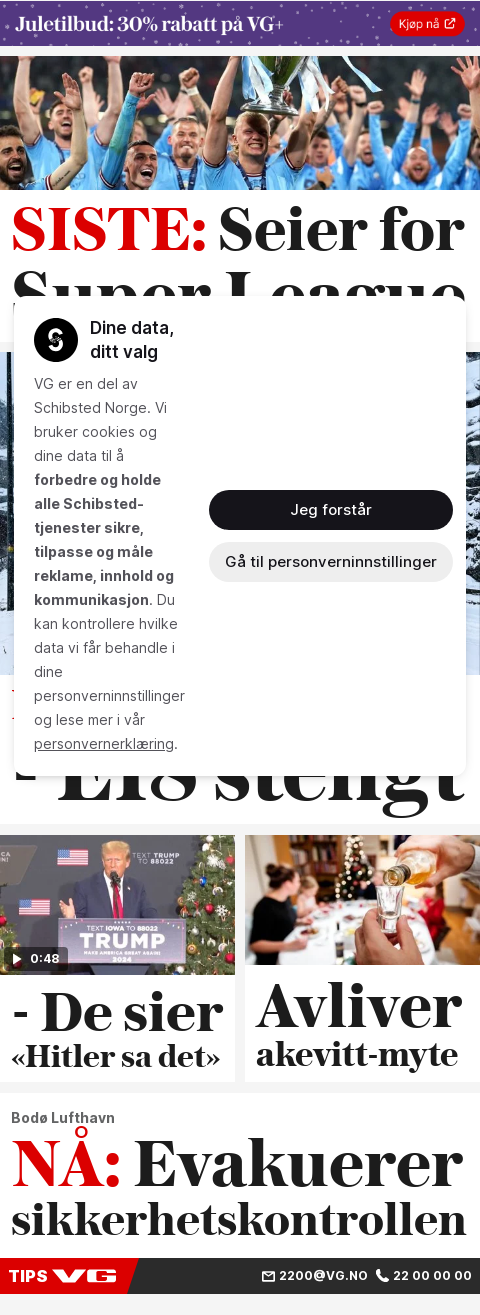 Juletilbud: 30% rabatt på VG+
Kjøp nå
SISTE: Seier for
Super League
Dine data,
ditt valg
VG er en del av
Schibsted Norge. Vi
bruker cookies og
dine data til å
forbedre og holde
alle Schibsted-
tjenester sikre,
tilpasse og måle
reklame, innhold og
kommunikasjon. Du
kan kontrollere hvilke
data vi får behandle i
dine
personverninnstillinger
og lese mer i vår
personvernerklæring.
Jeg forstår
Gå til personverninnstillinger
- E18 stengt
TEXT TRUMP
TO 88022
TEXT IOWA TO 88022
TRUMP
MAKE AMERICA GREAT AGAIN!
2024
0:48
- De sier
«Hitler sa det»
Avliver
akevitt-myte
Bodø Lufthavn
NÅ: Evakuerer
sikkerhetskontrollen
TIPS VG
2200@VG.NO
22 00 00 00